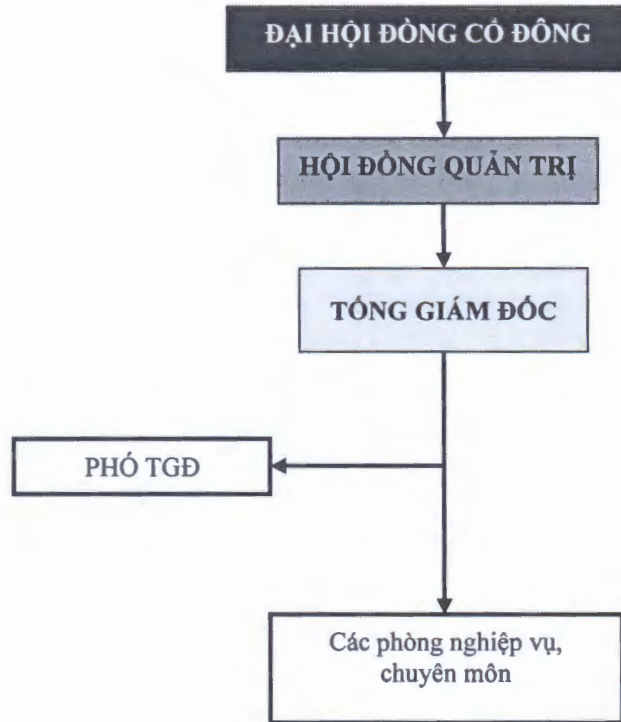 ĐẠI HỘI ĐỒNG CỔ ĐÔNG
HỘI ĐỒNG QUẢN TRỊ
TỔNG GIÁM ĐỐC
PHÓ TGĐ
Các phòng nghiệp vụ,
chuyên môn